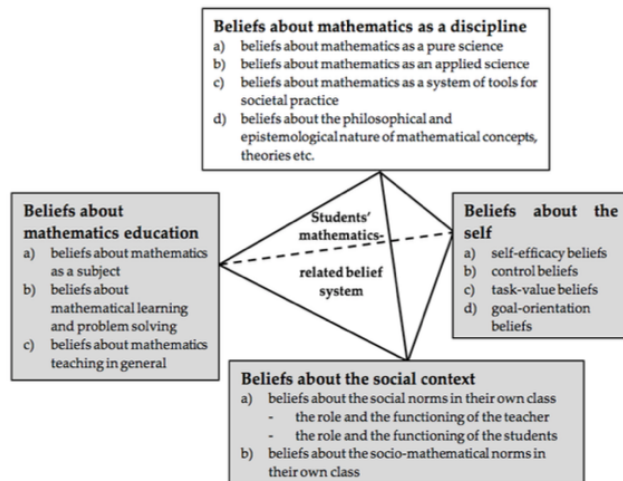 Beliefs about mathematics as a discipline
a) beliefs about mathematics as a pure science
b) beliefs about mathematics as an applied science
c) beliefs about mathematics as a system of tools for
societal practice
d) beliefs about the philosophical and
epistemological nature of mathematical concepts,
theories etc.
Beliefs about
mathematics education
a) beliefs about mathematics
as a subject
b) beliefs about
mathematical learning
and problem solving
c) beliefs about mathematics
teaching in general
Students'
mathematics-
related belief
system
Beliefs about the
self
a) self-efficacy beliefs
b) control beliefs
c) task-value beliefs
d) goal-orientation
beliefs
Beliefs about the social context
a) beliefs about the social norms in their own class
- the role and the functioning of the teacher
- the role and the functioning of the students
b) beliefs about the socio-mathematical norms in
their own class